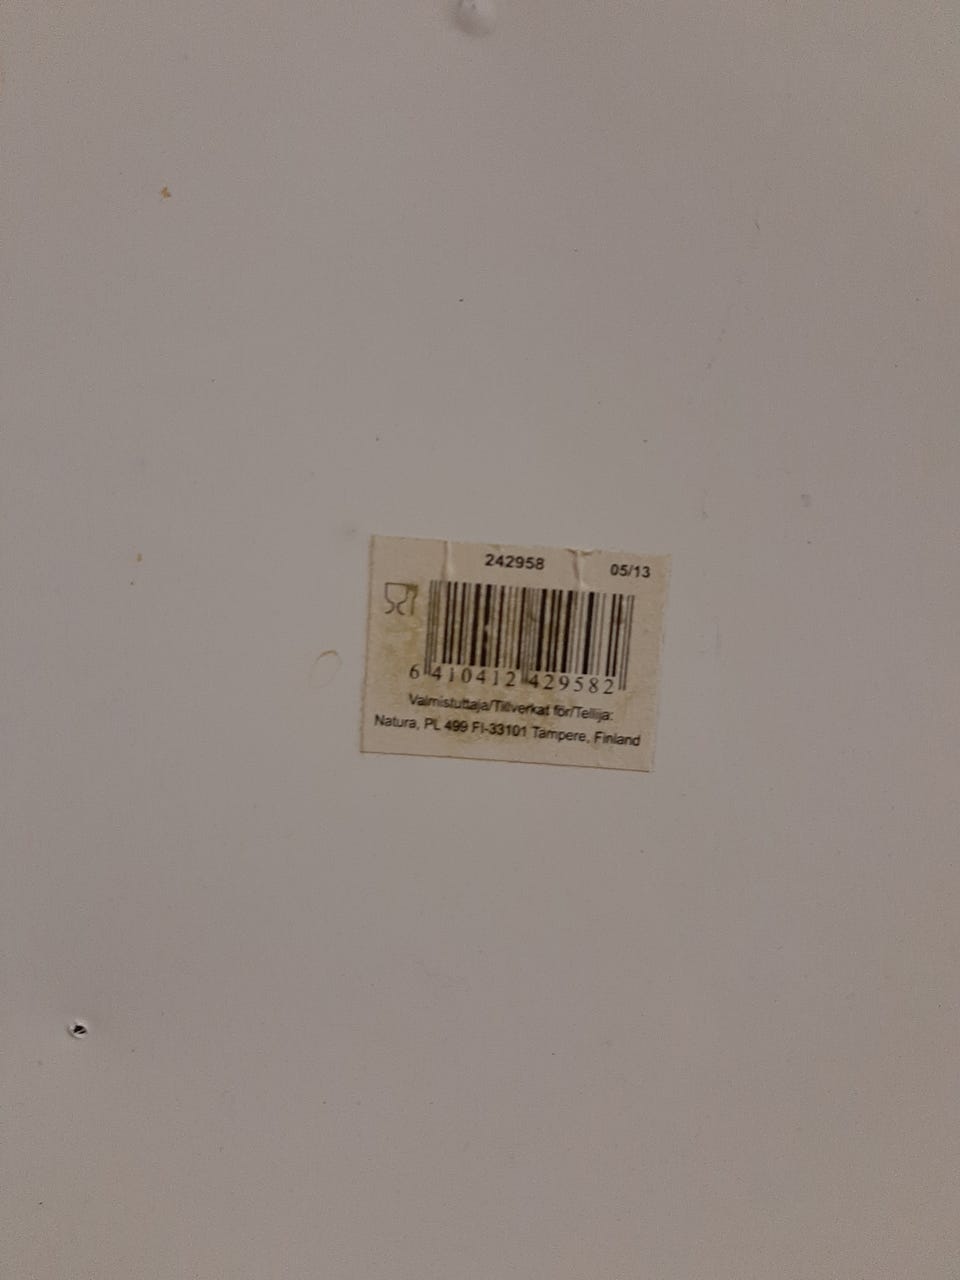 242958 05/13
6 410412 429582
Valmistuttaja/Tillverkat för/Tellija:
Natura, PL 499 FI-33101 Tampere, Finland